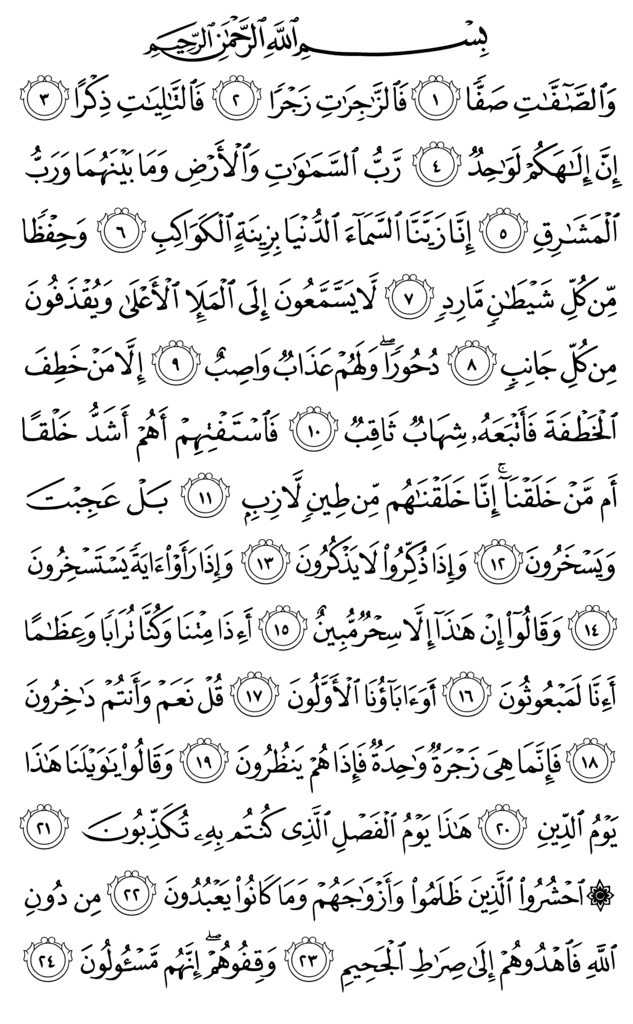 بِسْمِ ٱللَّهِ ٱلرَّحْمَٰنِ ٱلرَّحِيمِ
وَٱلصَّٰٓفَّٰتِ صَفًّا ١ فَٱلزَّٰجِرَٰتِ زَجْرًا ٢ فَٱلتَّٰلِيَٰتِ ذِكْرًا ٣
إِنَّ إِلَٰهَكُمْ لَوَٰحِدٌ ٤ رَّبُّ ٱلسَّمَٰوَٰتِ وَٱلْأَرْضِ وَمَا بَيْنَهُمَا وَرَبُّ
ٱلْمَشَٰرِقِ ٥ إِنَّا زَيَّنَّا ٱلسَّمَآءَ ٱلدُّنْيَا بِزِينَةٍ ٱلْكَوَاكِبِ ٦ وَحِفْظًا
مِّن كُلِّ شَيْطَٰنٍ مَّارِدٍ ٧ لَّا يَسَّمَّعُونَ إِلَى ٱلْمَلَإِ ٱلْأَعْلَىٰ وَيُقْذَفُونَ
مِن كُلِّ جَانِبٍ ٨ دُحُورًا ۖ وَلَهُمْ عَذَابٌ وَاصِبٌ ٩ إِلَّا مَنْ خَطِفَ
ٱلْخَطْفَةَ فَأَتْبَعَهُۥ شِهَابٌ ثَاقِبٌ ١٠ فَٱسْتَفْتِهِمْ أَهُمْ أَشَدُّ خَلْقًا
أَم مَّنْ خَلَقْنَآ ۚ إِنَّا خَلَقْنَٰهُم مِّن طِينٍ لَّازِبٍۭ ١١ بَلْ عَجِبْتَ
وَيَسْخَرُونَ ١٢ وَإِذَا ذُكِّرُوا۟ لَا يَذْكُرُونَ ١٣ وَإِذَا رَأَوْا۟ ءَايَةً يَسْتَسْخِرُونَ
١٤ وَقَالُوٓا۟ إِنْ هَٰذَآ إِلَّا سِحْرٌ مُّبِينٌ ١٥ أَءِذَا مِتْنَا وَكُنَّا تُرَابًا وَعِظَٰمًا
أَءِنَّا لَمَبْعُوثُونَ ١٦ أَوَءَابَآؤُنَا ٱلْأَوَّلُونَ ١٧ قُلْ نَعَمْ وَأَنتُمْ دَٰخِرُونَ
١٨ فَإِنَّمَا هِىَ زَجْرَةٌ وَٰحِدَةٌ فَإِذَا هُمْ يَنظُرُونَ ١٩ وَقَالُوا۟ يَٰوَيْلَنَا هَٰذَا
يَوْمُ ٱلدِّينِ ٢٠ هَٰذَا يَوْمُ ٱلْفَصْلِ ٱلَّذِى كُنتُم بِهِۦ تُكَذِّبُونَ ٢١
۞ ٱحْشُرُوا۟ ٱلَّذِينَ ظَلَمُوا۟ وَأَزْوَٰجَهُمْ وَمَا كَانُوا۟ يَعْبُدُونَ ٢٢ مِن دُونِ
ٱللَّهِ فَٱهْدُوهُمْ إِلَىٰ صِرَٰطِ ٱلْجَحِيمِ ٢٣ وَقِفُوهُمْ ۖ إِنَّهُم مَّسْـُٔولُونَ ٢٤